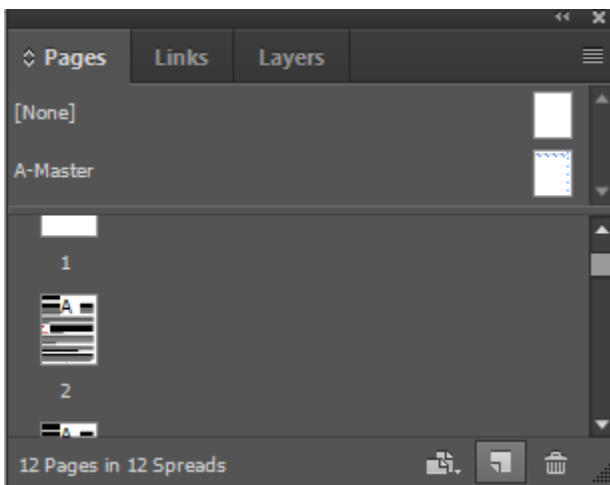 Pages Links Layers
[None]
A-Master
1
A
2
A
12 Pages in 12 Spreads